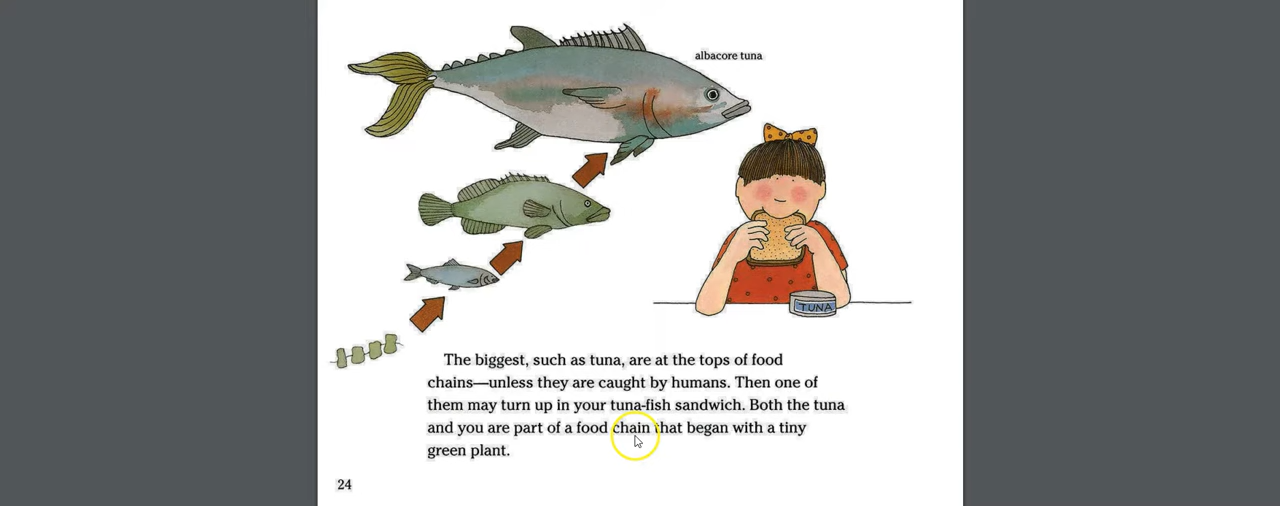 albacore tuna
TUNA
The biggest, such as tuna, are at the tops of food
chains—unless they are caught by humans. Then one of
them may turn up in your tuna-fish sandwich. Both the tuna
and you are part of a food chain that began with a tiny
green plant.
24